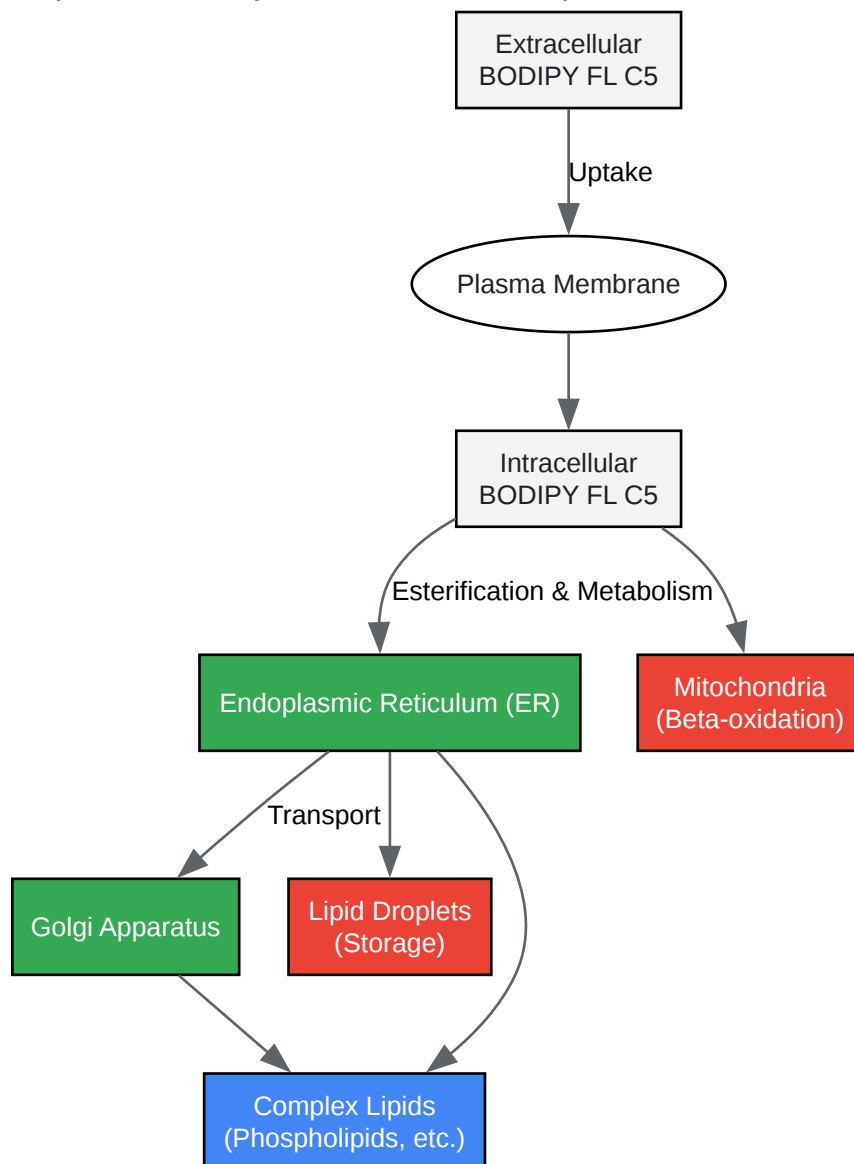 Extracellular
BODIPY FL C5
Uptake
Plasma Membrane
Intracellular
BODIPY FL C5
Esterification & Metabolism
Endoplasmic Reticulum (ER)
Mitochondria
(Beta-oxidation)
Transport
Golgi Apparatus
Lipid Droplets
(Storage)
Complex Lipids
(Phospholipids, etc.)